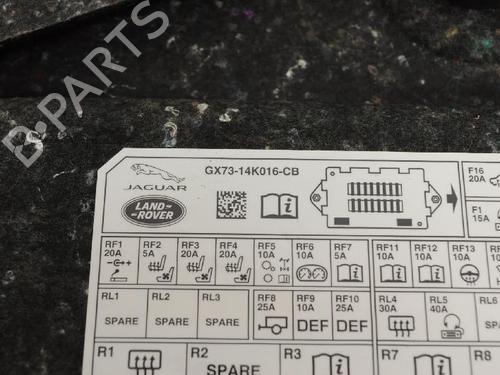 B-PARTS
JAGUAR
LAND-
ROVER
GX73-14K016-CB
F16
20A
F1
15A
RF1
20A
RF2
5A
RF3
20A
RF4
20A
RF5
10A
RF6
10A
RF7
5A
RF11
10A
RF12
10A
RF13
10A
RL1
SPARE
RL2
SPARE
RL3
SPARE
RF8
25A
RF9
10A
DEF
RF10
25A
DEF
RL4
30A
RL5
40A
RL6
R1
R2
SPARE
R3
R7
R8